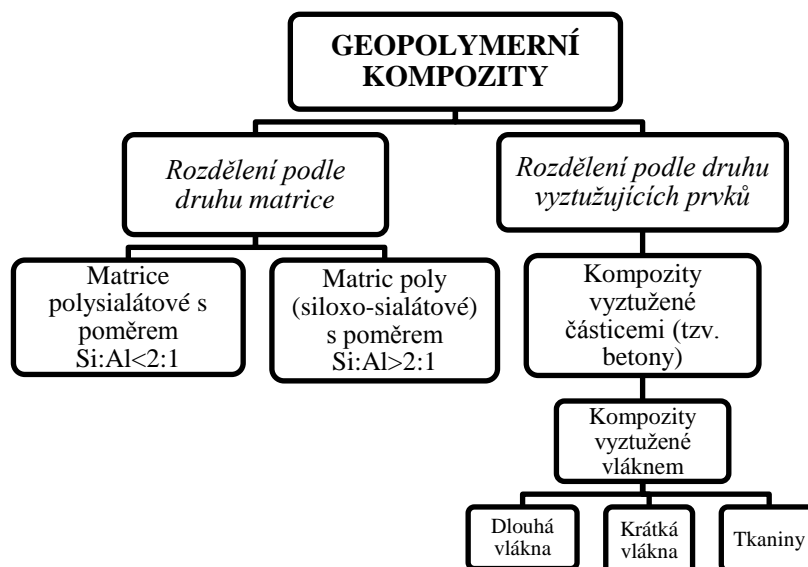 GEOPOLYMERNÍ
KOMPOZITY
Rozdělení podle
druhu matrice
Rozdělení podle druhu
vyztužujících prvků
Matrice
polysialátové s
poměrem
Si:Al<2:1
Matric poly
(siloxo-sialátové)
s poměrem
Si:Al>2:1
Kompozity
vyztužené
částicemi (tzv.
betony)
Kompozity
vyztužené
vláknem
Dlouhá
vlákna
Krátká
vlákna
Tkaniny